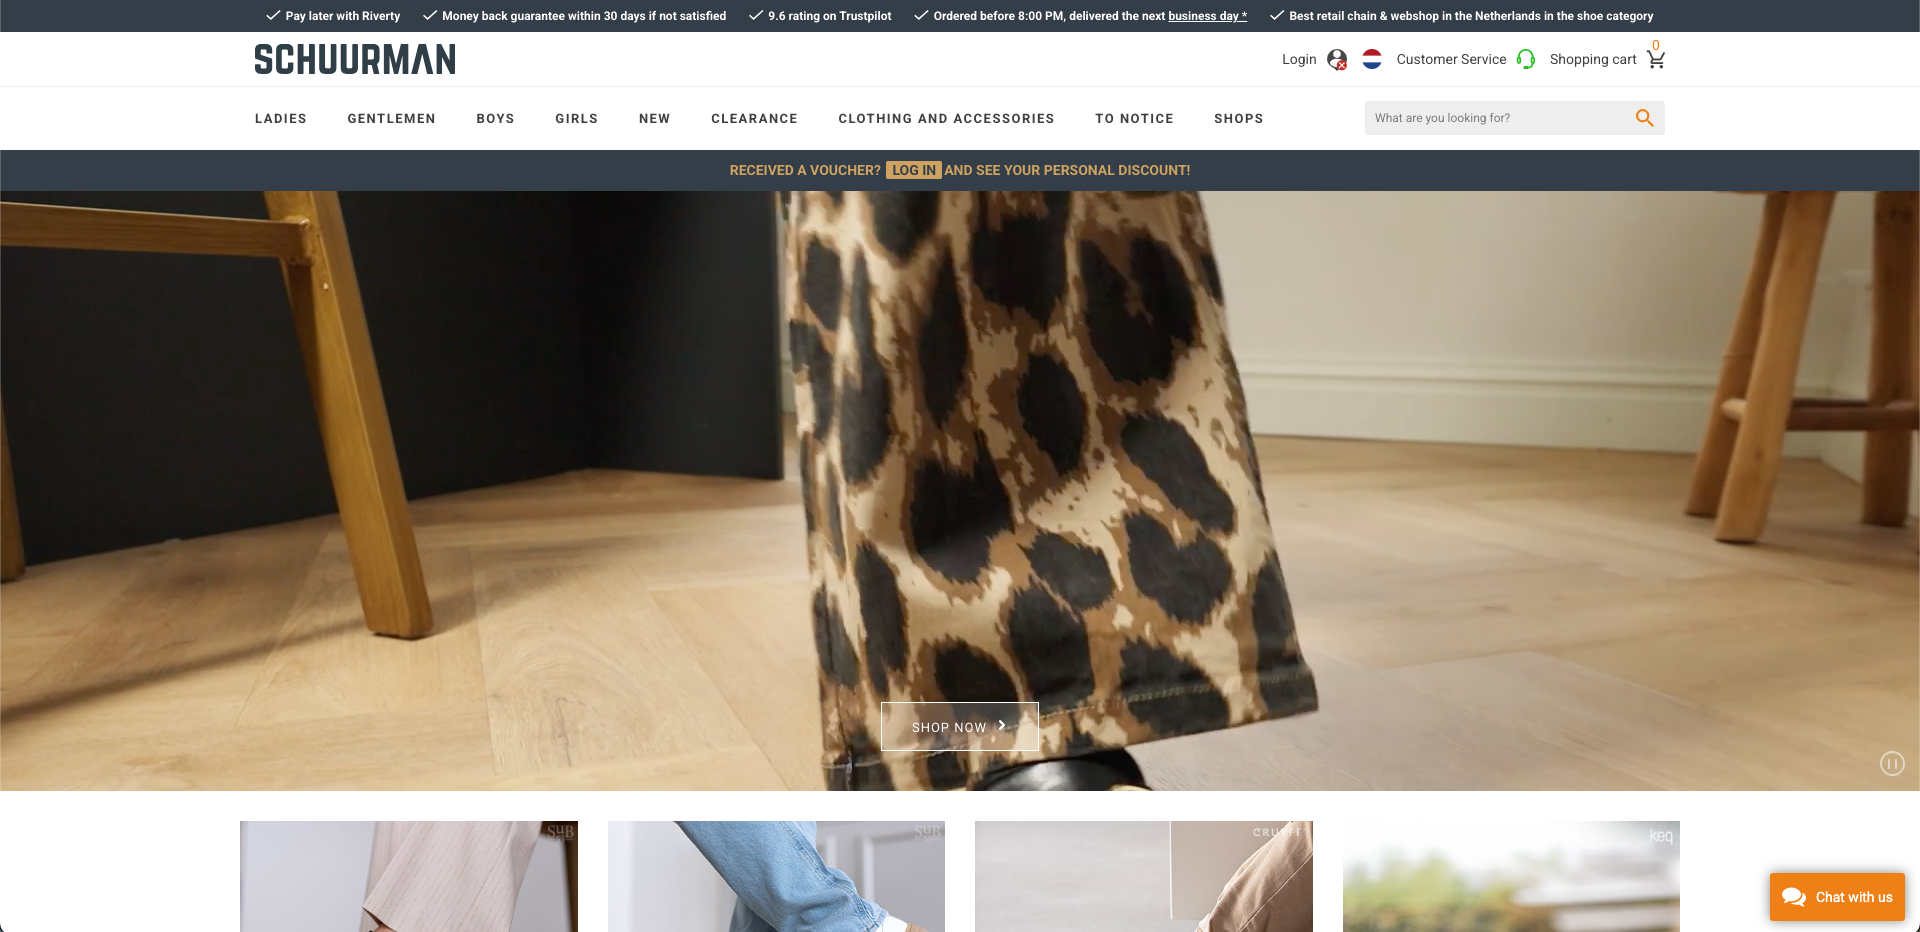 Pay later with Riverty
Money back guarantee within 30 days if not satisfied
9.6 rating on Trustpilot
Ordered before 8:00 PM, delivered the next business day *
Best retail chain & webshop in the Netherlands in the shoe category
SCHUURMAN
Login
Customer Service
Shopping cart
0
LADIES
GENTLEMEN
BOYS
GIRLS
NEW
CLEARANCE
CLOTHING AND ACCESSORIES
TO NOTICE
SHOPS
What are you looking for?
RECEIVED A VOUCHER? LOG IN AND SEE YOUR PERSONAL DISCOUNT!
SHOP NOW
SUB
SUB
CRUYFF
keq
Chat with us